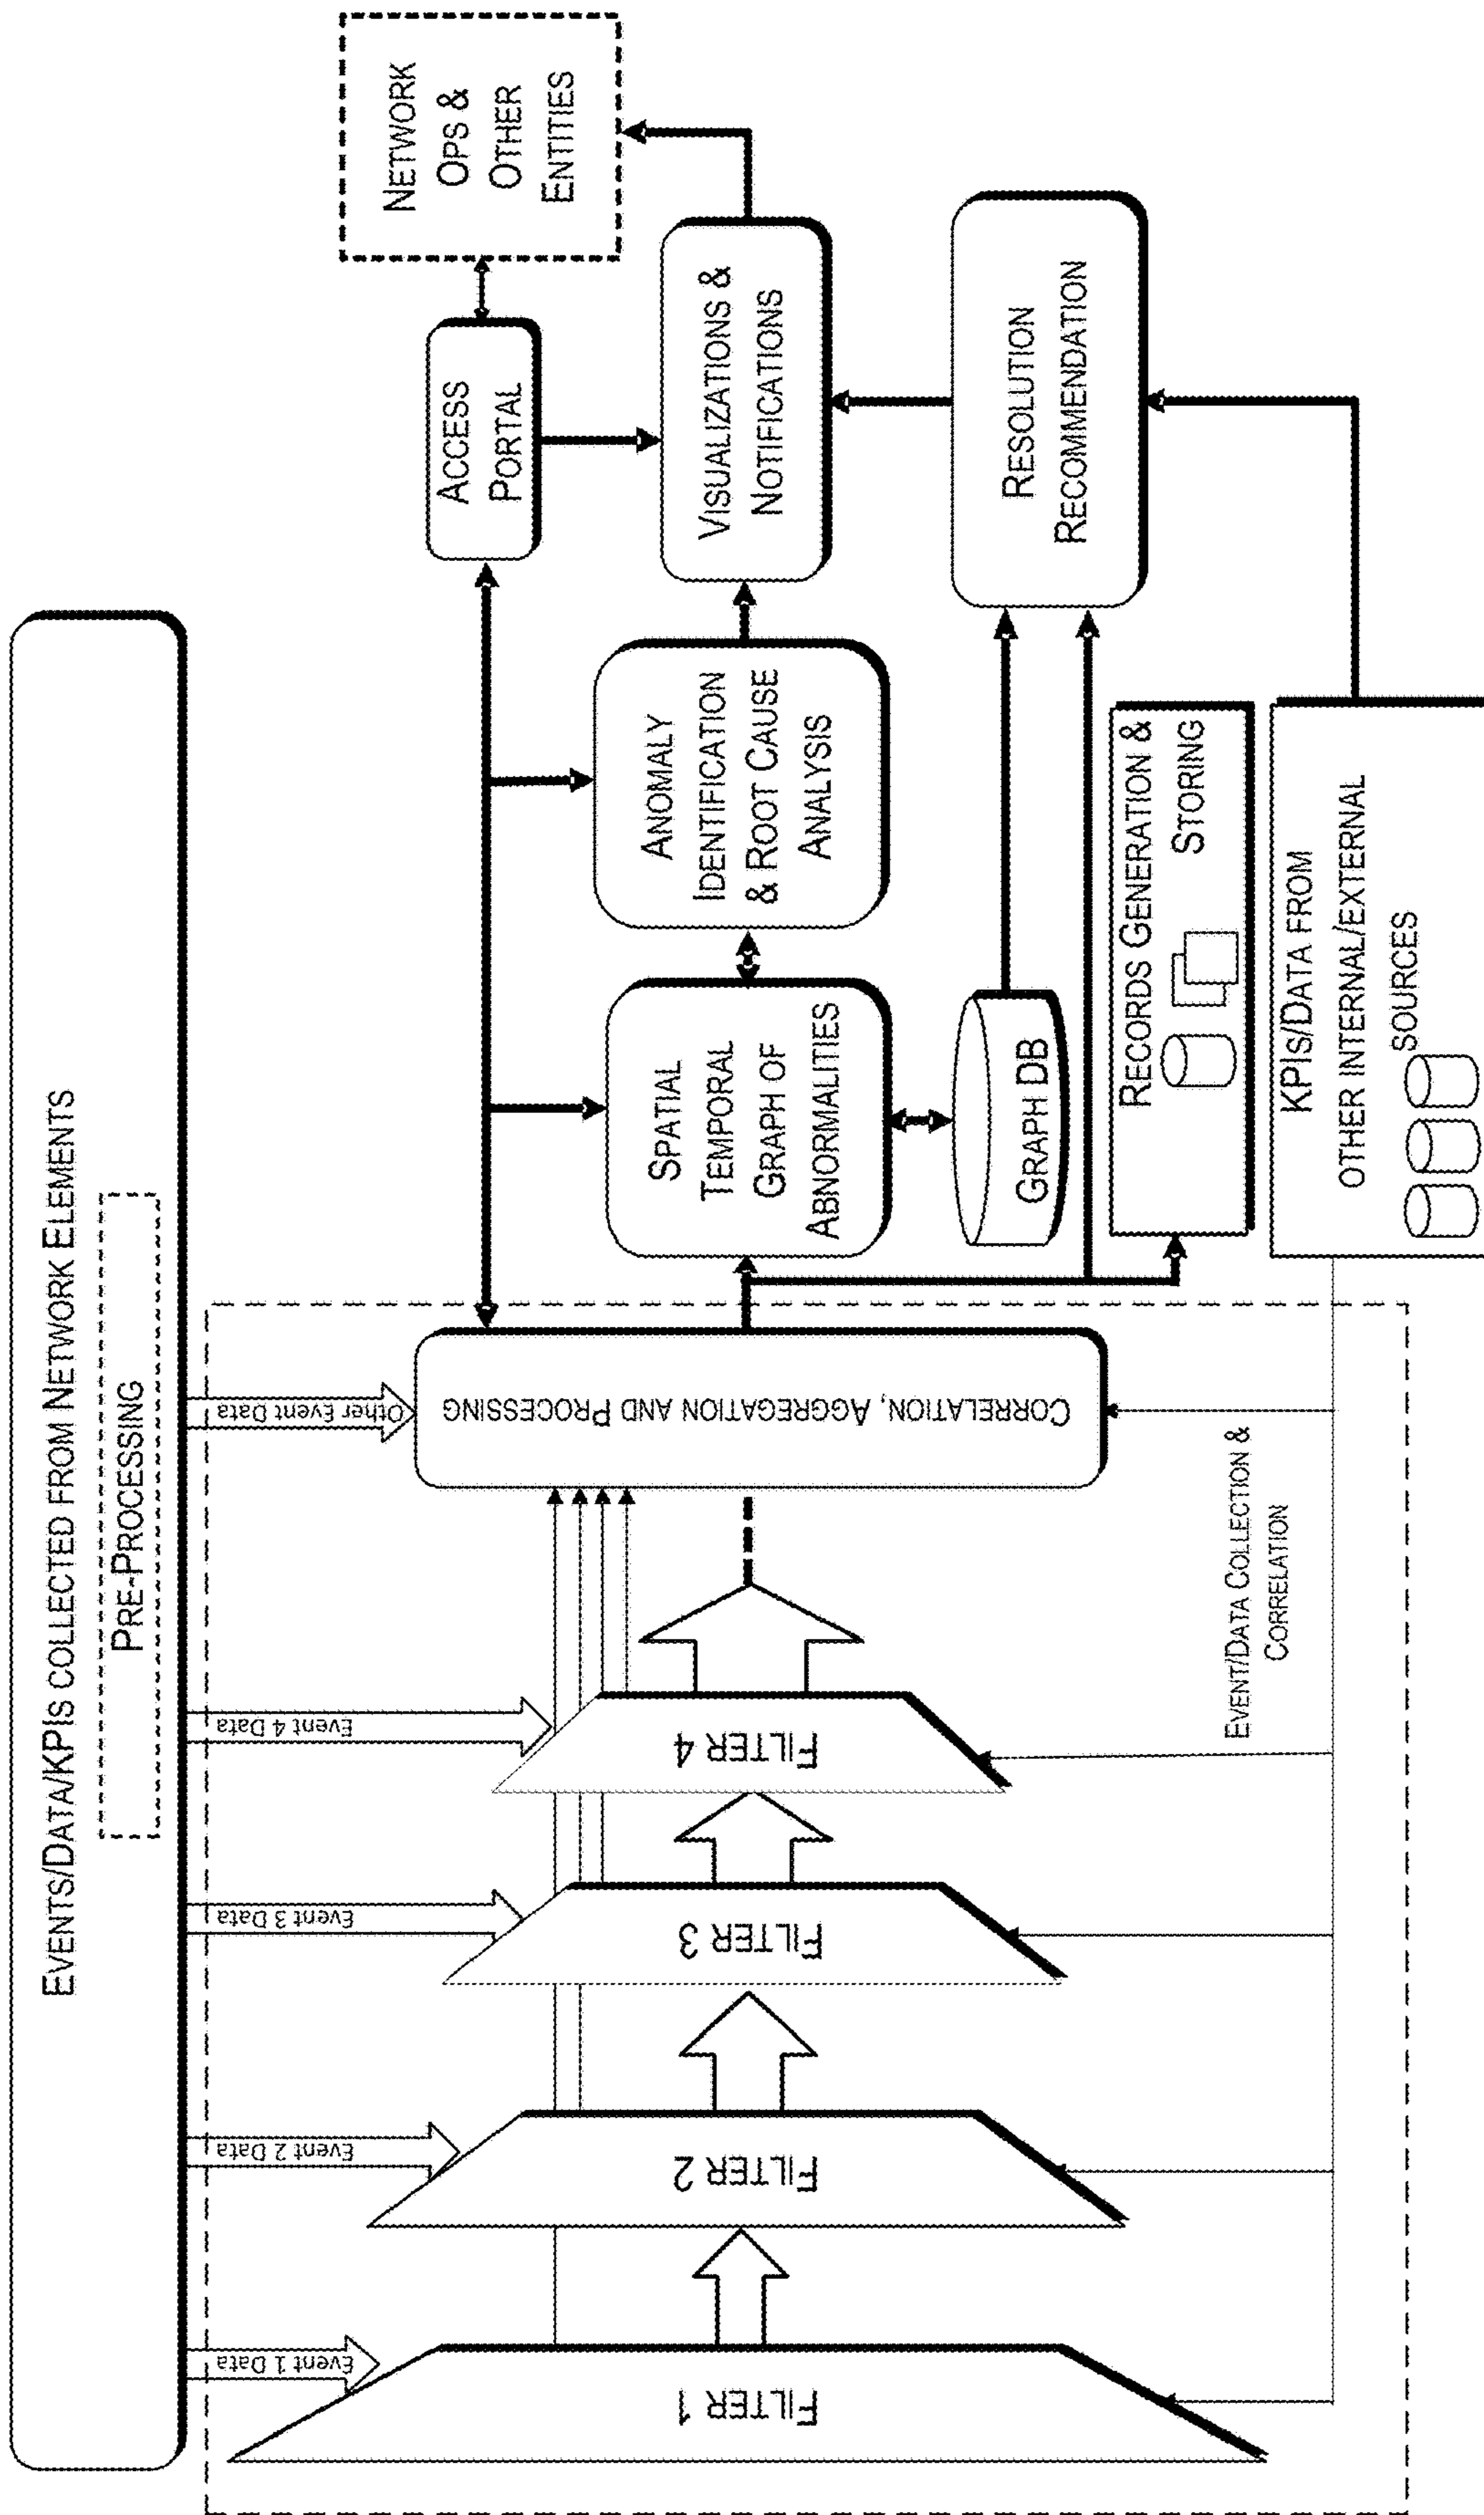 EVENTS/DATA/KPIS COLLECTED FROM NETWORK ELEMENTS
PRE-PROCESSING
Event 1 Data
Event 2 Data
Event 3 Data
Event 4 Data
Other Event Data
FILTER 1
FILTER 2
FILTER 3
FILTER 4
CORRELATION, AGGREGATION AND PROCESSING
EVENT/DATA COLLECTION &
CORRELATION
SPATIAL
TEMPORAL
GRAPH OF
ABNORMALITIES
ANOMALY
IDENTIFICATION
& ROOT CAUSE
ANALYSIS
ACCESS
PORTAL
NETWORK
OPS &
OTHER
ENTITIES
VISUALIZATIONS &
NOTIFICATIONS
GRAPH DB
RESOLUTION
RECOMMENDATION
RECORDS GENERATION &
STORING
KPIS/DATA FROM
OTHER INTERNAL/EXTERNAL
SOURCES